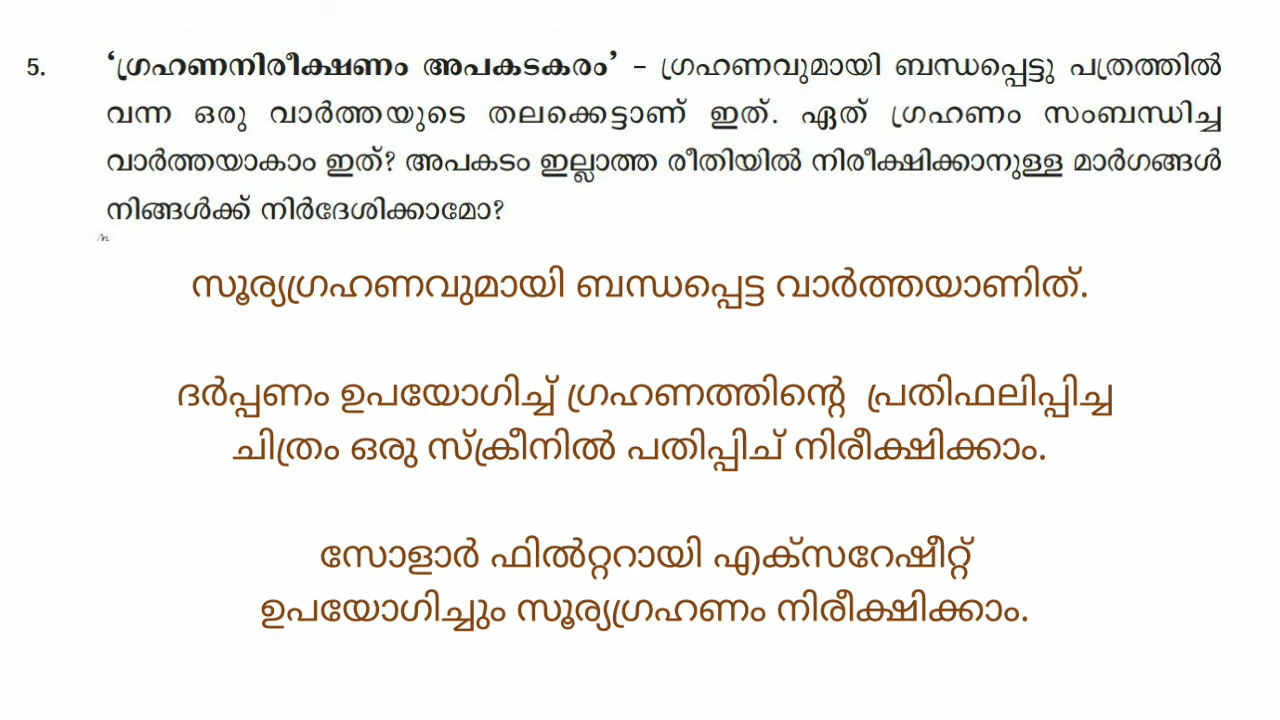 5. ‘ഗ്രഹണനിരീക്ഷണം അപകടകരം’ – ഗ്രഹണവുമായി ബന്ധപ്പെട്ടു പത്രത്തിൽ
വന്ന ഒരു വാർത്തയുടെ തലക്കെട്ടാണ് ഇത്. ഏത് ഗ്രഹണം സംബന്ധിച്ച
വാർത്തയാകാം ഇത്? അപകടം ഇല്ലാത്ത രീതിയിൽ നിരീക്ഷിക്കാനുള്ള മാർഗങ്ങൾ
നിങ്ങൾക്ക് നിർദേശിക്കാമോ?
സൂര്യഗ്രഹണവുമായി ബന്ധപ്പെട്ട വാർത്തയാണിത്.
ദർപ്പണം ഉപയോഗിച്ച് ഗ്രഹണത്തിന്റെ പ്രതിഫലിപ്പിച്ച
ചിത്രം ഒരു സ്ക്രീനിൽ പതിപ്പിച് നിരീക്ഷിക്കാം.
സോളാർ ഫിൽറ്ററായി എക്സറേഷീറ്റ്
ഉപയോഗിച്ചും സൂര്യഗ്രഹണം നിരീക്ഷിക്കാം.